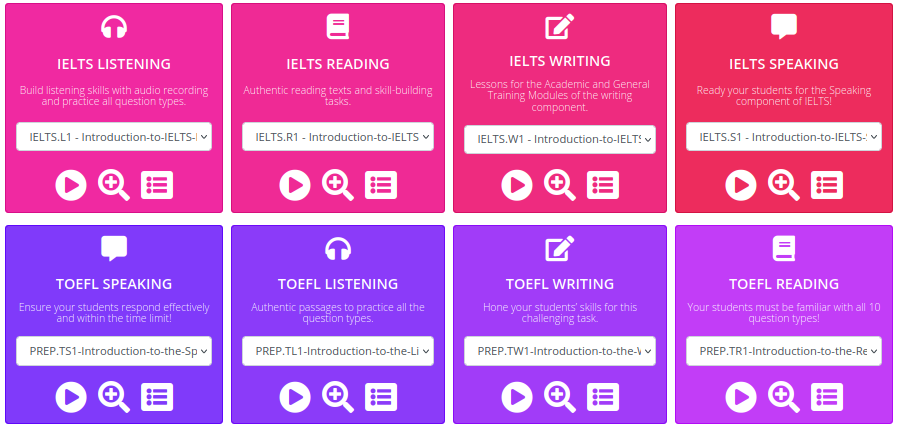 IELTS LISTENING
Build listening skills with audio recording
and practice all question types.
IELTS.L1 - Introduction-to-IELTS-
IELTS READING
Authentic reading texts and skill-building
tasks.
IELTS.R1 - Introduction-to-IELTS
IELTS WRITING
Lessons for the Academic and General
Training Modules of the writing
component.
IELTS.W1 - Introduction-to-IELTS
IELTS SPEAKING
Ready your students for the Speaking
component of IELTS!
IELTS.S1 - Introduction-to-IELTS-
TOEFL SPEAKING
Ensure your students respond effectively
and within the time limit!
PREP.TS1-Introduction-to-the-Sp
TOEFL LISTENING
Authentic passages to practice all the
question types.
PREP.TL1-Introduction-to-the-Li
TOEFL WRITING
Hone your students' skills for this
challenging task.
PREP.TW1-Introduction-to-the-
TOEFL READING
Your students must be familiar with all 10
question types!
PREP.TR1-Introduction-to-the-Re